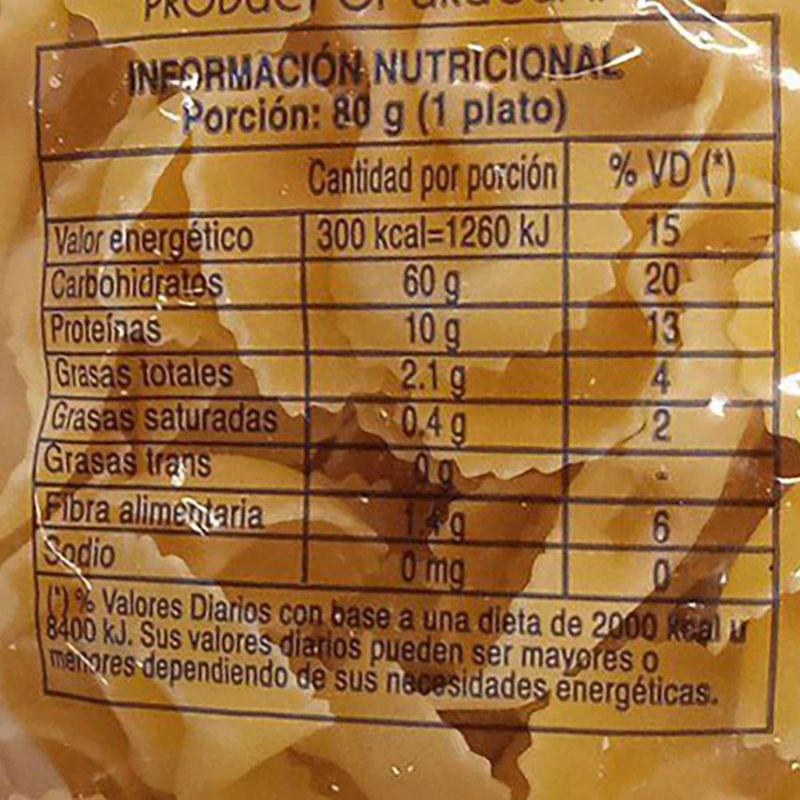 PRODUCT OF
INFORMACIÓN NUTRICIONAL
Porción: 80 g (1 plato)
Cantidad por porción % VD (*)
Valor energético 300 kcal=1260 kJ 15
Carbohidratos 60 g 20
Proteínas 10 g 13
Grasas totales 2.1 g 4
Grasas saturadas 0.4 g 2
Grasas trans 0 g -
Fibra alimentaria 1.4 g 6
Sodio 0 mg 0
(*) % Valores Diarios con base a una dieta de 2000 kcal u
8400 kJ. Sus valores diarios pueden ser mayores o
menores dependiendo de sus necesidades energéticas.